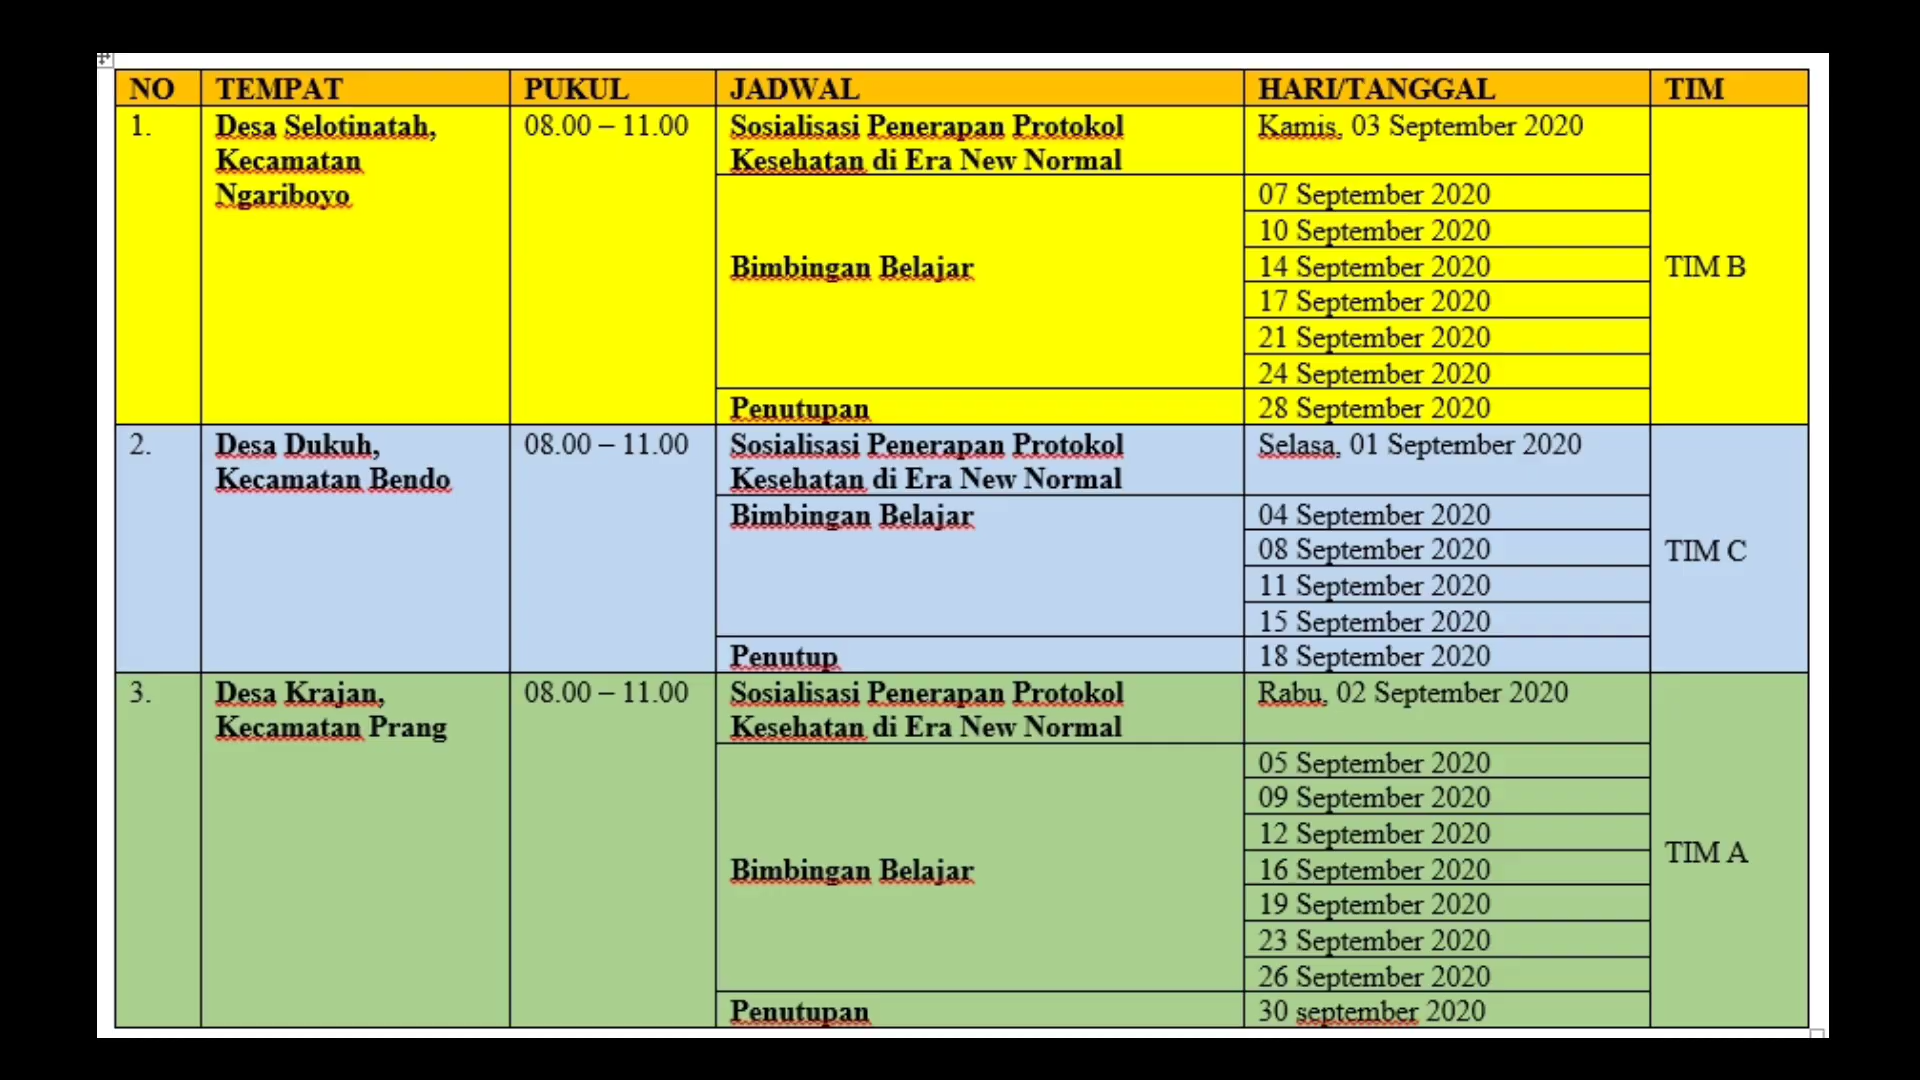 NO TEMPAT PUKUL JADWAL HARI/TANGGAL TIM
1. Desa Selotinatah, 08.00 – 11.00 Sosialisasi Penerapan Protokol Kamis, 03 September 2020
Kecamatan Kesehatan di Era New Normal
Ngariboyo 07 September 2020
10 September 2020
Bimbingan Belajar 14 September 2020 TIM B
17 September 2020
21 September 2020
24 September 2020
Penutupan 28 September 2020
2. Desa Dukuh, 08.00 – 11.00 Sosialisasi Penerapan Protokol Selasa, 01 September 2020
Kecamatan Bendo Kesehatan di Era New Normal
Bimbingan Belajar 04 September 2020
08 September 2020 TIM C
11 September 2020
15 September 2020
Penutup 18 September 2020
3. Desa Krajan, 08.00 – 11.00 Sosialisasi Penerapan Protokol Rabu, 02 September 2020
Kecamatan Prang Kesehatan di Era New Normal
05 September 2020
09 September 2020
12 September 2020 TIM A
Bimbingan Belajar 16 September 2020
19 September 2020
23 September 2020
26 September 2020
Penutupan 30 september 2020